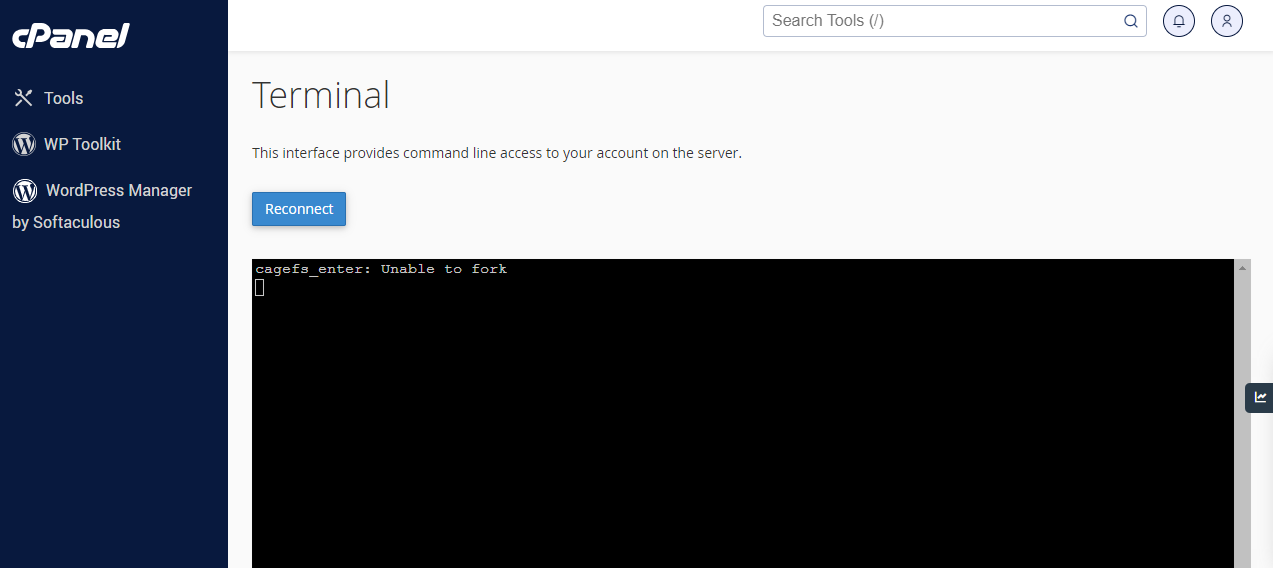 cPanel
Search Tools (/)
Tools
WP Toolkit
WordPress Manager
by Softaculous
Terminal
This interface provides command line access to your account on the server.
Reconnect
cagefs_enter: Unable to fork